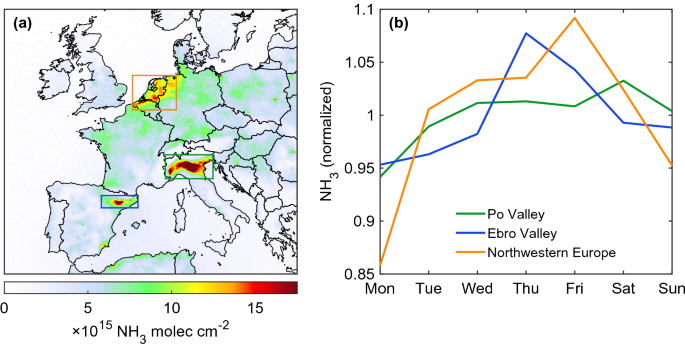 (a)
0 5 10 15
×10¹⁵ NH₃ molec cm⁻²
(b)
NH₃ (normalized)
1.1
1.05
1
0.95
0.9
0.85
Po Valley
Ebro Valley
Northwestern Europe
Mon Tue Wed Thu Fri Sat Sun